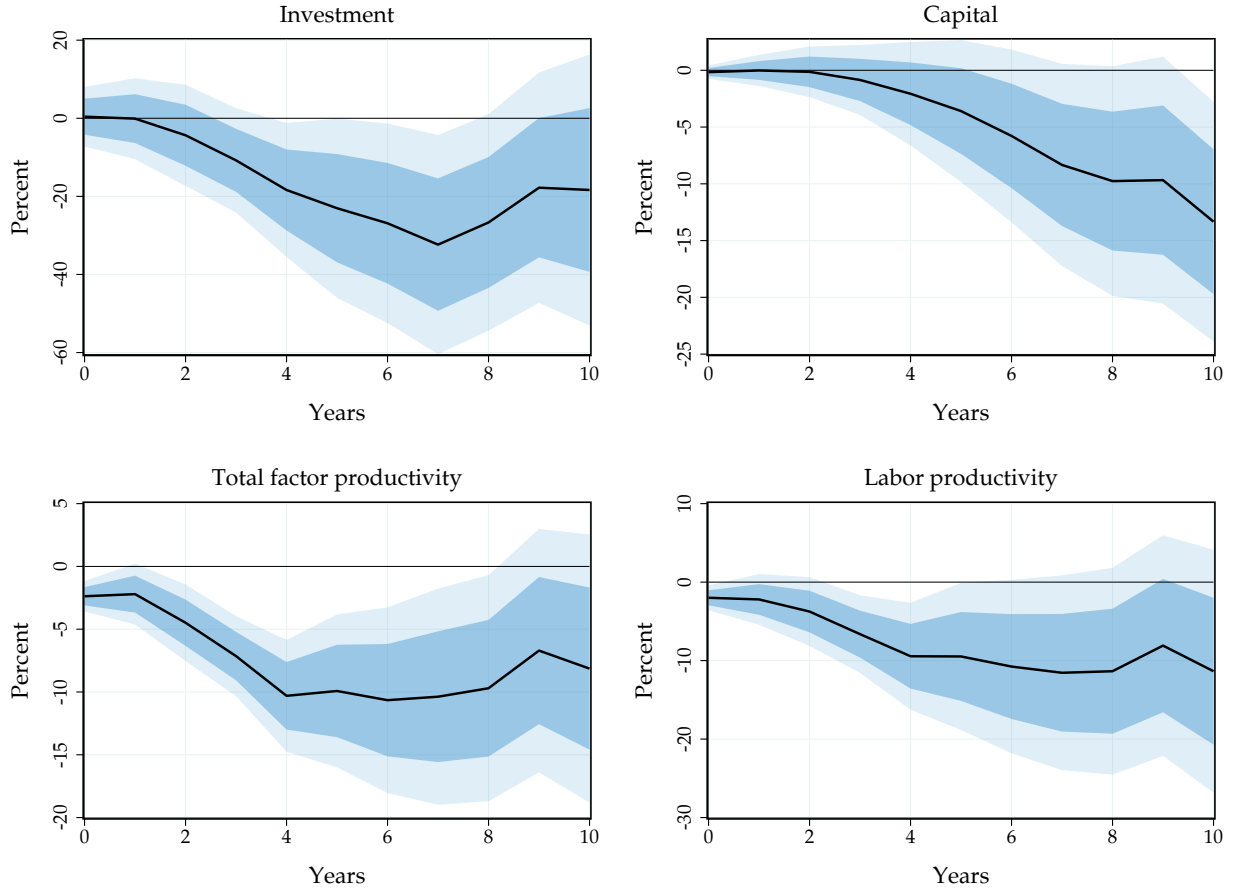 Investment
Percent
20
0
-20
-40
-60
0 2 4 6 8 10
Years
Capital
Percent
0
-5
-10
-15
-20
-25
0 2 4 6 8 10
Years
Total factor productivity
Percent
5
0
-5
-10
-15
-20
0 2 4 6 8 10
Years
Labor productivity
Percent
10
0
-10
-20
-30
0 2 4 6 8 10
Years